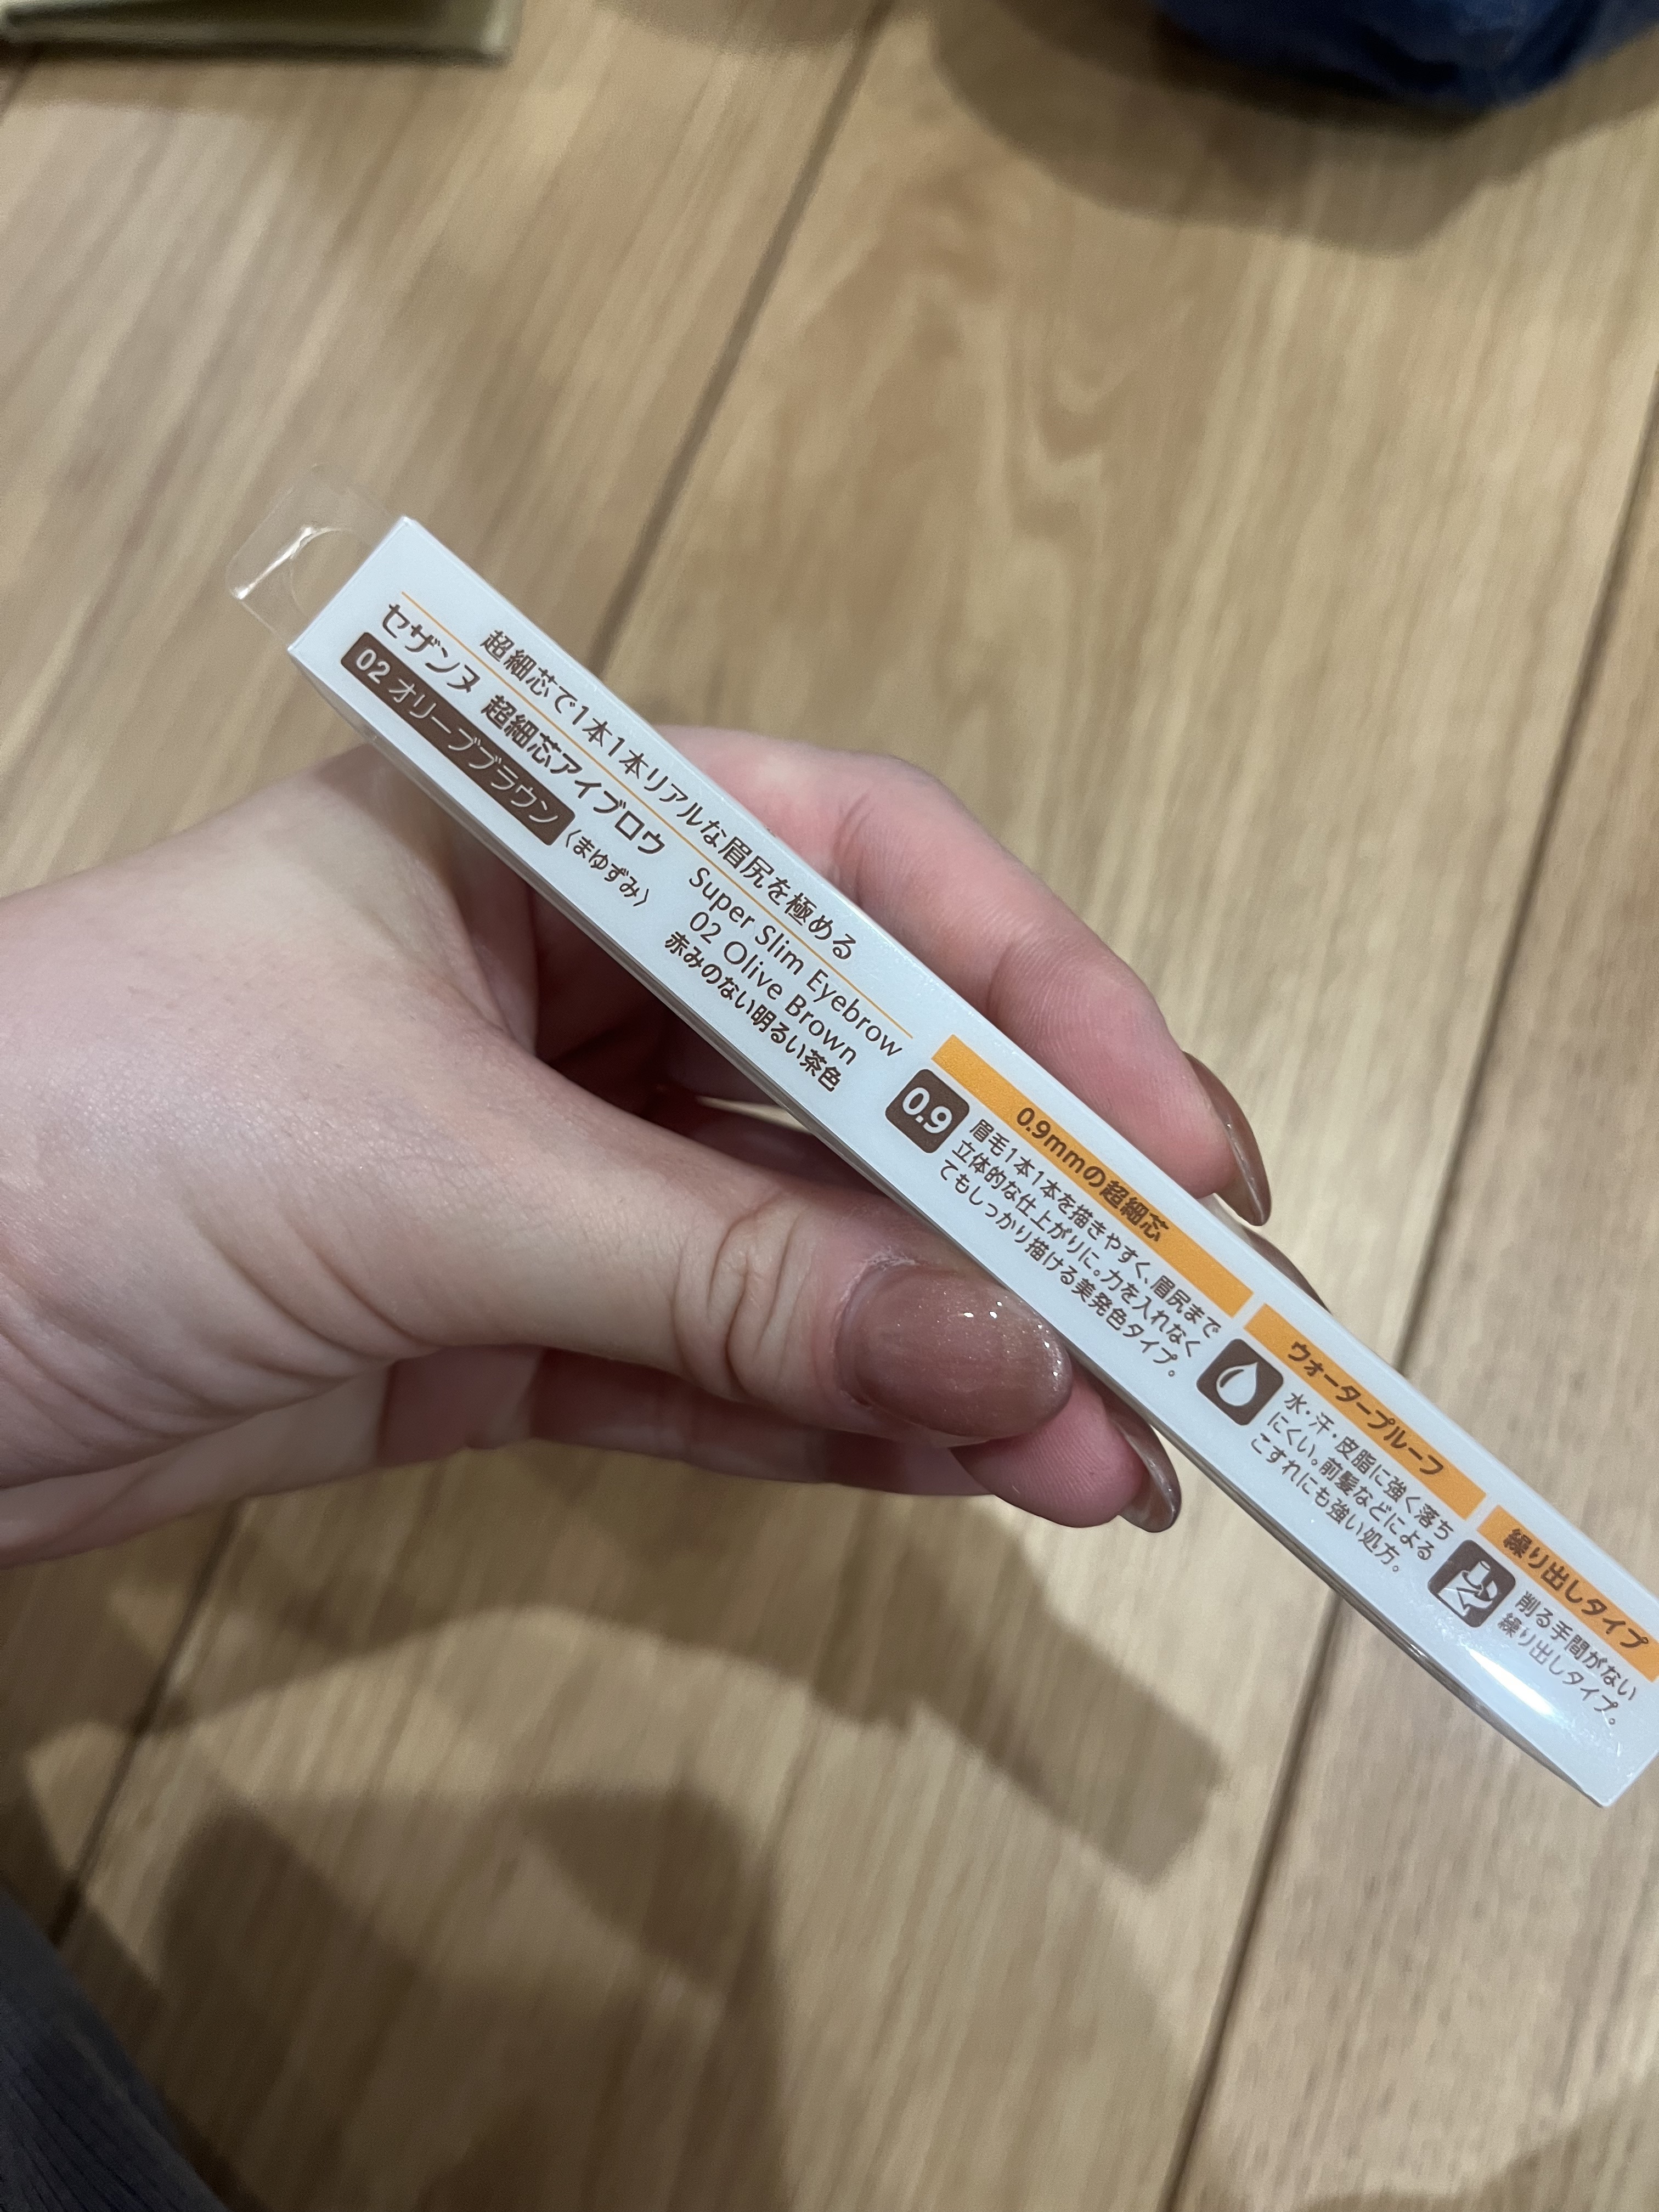 超細芯で1本1本リアルな眉尻を極める
セザンヌ 超細芯アイブロウ
02 オリーブブラウン 〈まゆずみ〉
Super Slim Eyebrow
02 Olive Brown
赤みのない明るい茶色
0.9mmの超細芯
0.9
眉毛1本1本を描きやすく、眉尻まで
立体的な仕上がりに。力を入れなく
てもしっかり描ける美発色タイプ。
ウォータープルーフ
水・汗・皮脂に強く落ち
にくい。前髪などによる
こすれにも強い処方。
繰り出しタイプ
削る手間がない
繰り出しタイプ。